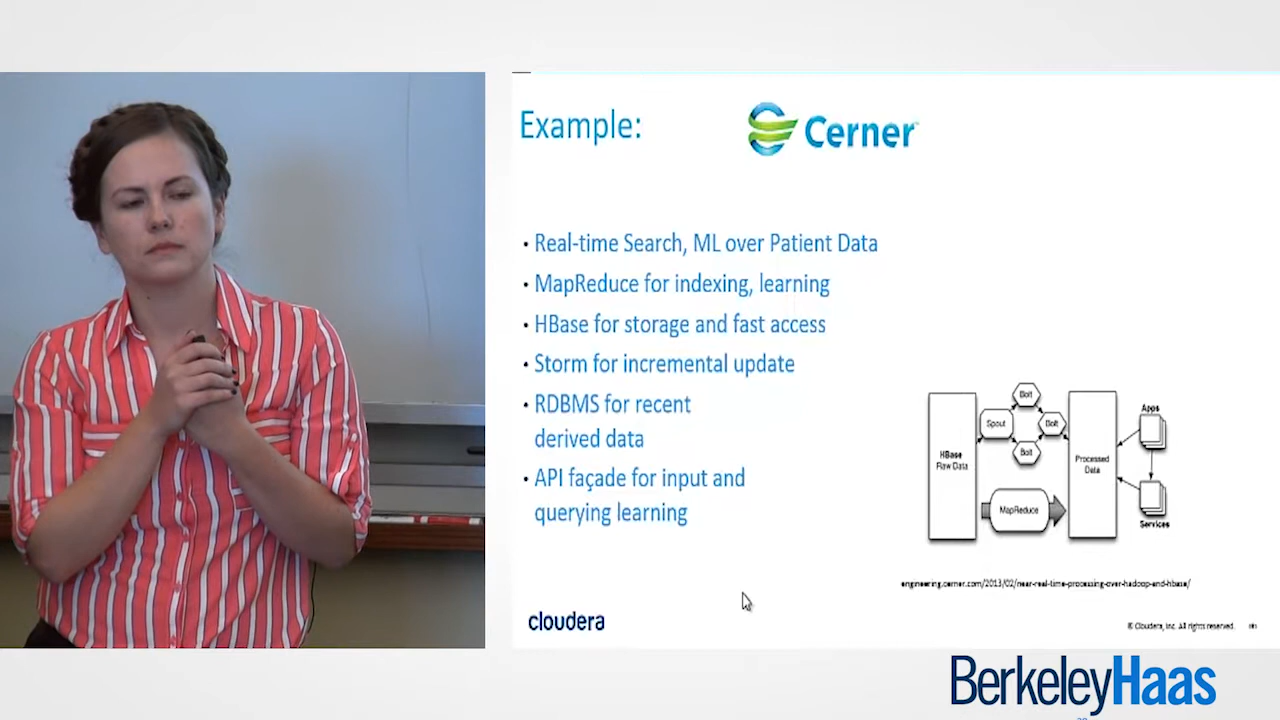 Example:
Cerner
• Real-time Search, ML over Patient Data
• MapReduce for indexing, learning
• HBase for storage and fast access
• Storm for incremental update
• RDBMS for recent
derived data
• API façade for input and
querying learning
HBase
Raw Data
Spout
Bolt
Bolt
Bolt
MapReduce
Processed
Data
Apps
Services
engineering.cerner.com/2013/02/near-real-time-processing-over-hadoop-and-hbase/
cloudera
© Cloudera, Inc. All rights reserved.
BerkeleyHaas